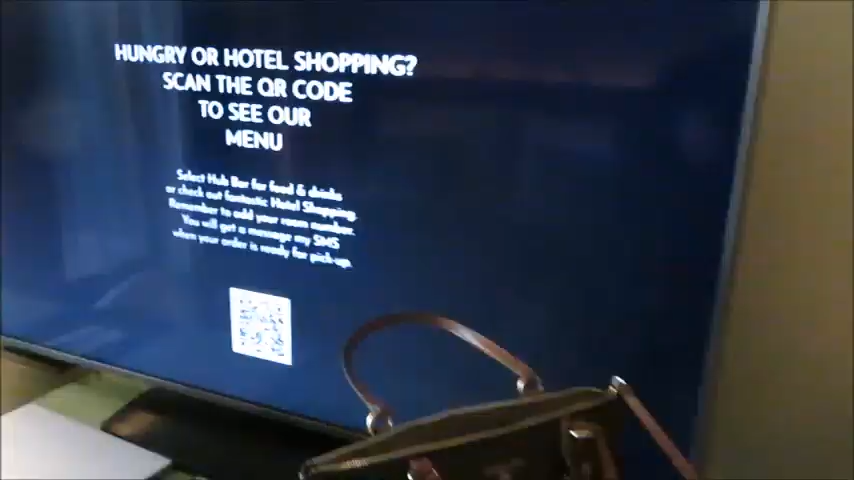 HUNGRY OR HOTEL SHOPPING?
SCAN THE QR CODE
TO SEE OUR
MENU
Select Hub Bar for food & drinks
or check out fantastic Hotel Shopping.
Remember to add your room number.
You will get a message my SMS
when your order is ready for pick-up.